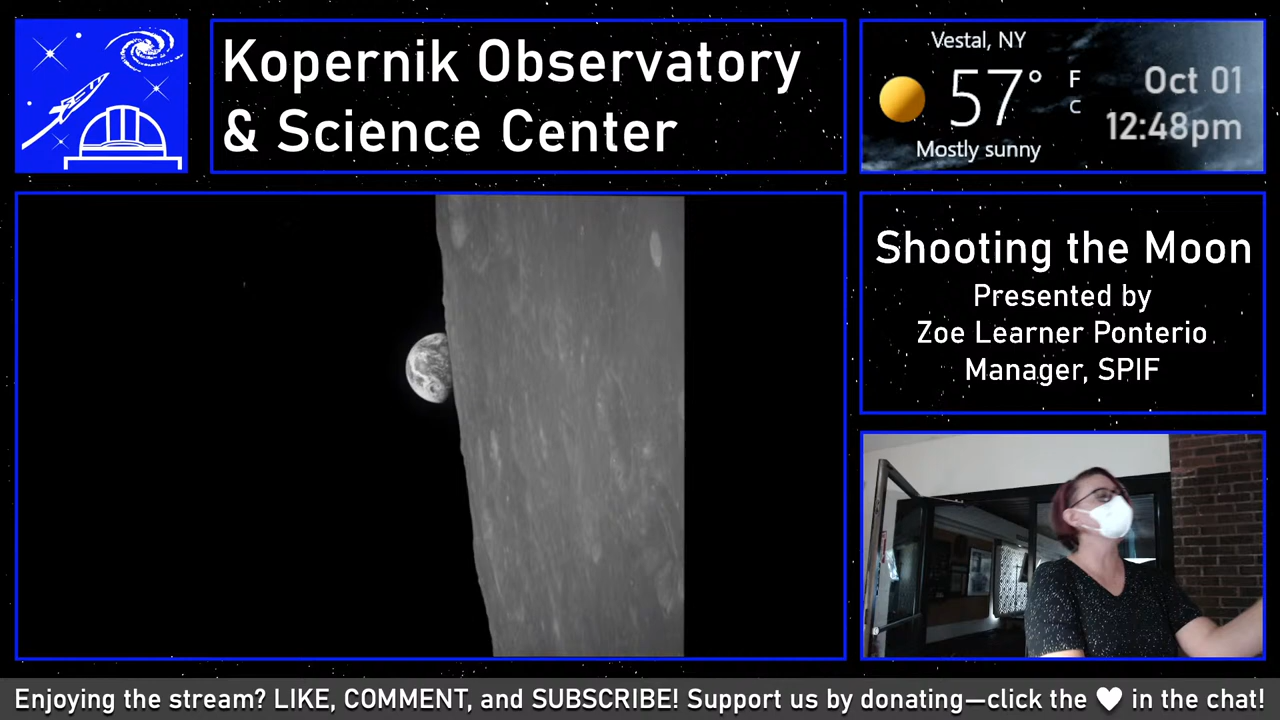 Kopernik Observatory
& Science Center
Vestal, NY
57° F
C
Mostly sunny
Oct 01
12:48pm
Shooting the Moon
Presented by
Zoe Learner Ponterio
Manager, SPIF
Enjoying the stream? LIKE, COMMENT, and SUBSCRIBE! Support us by donating—click the ♥ in the chat!